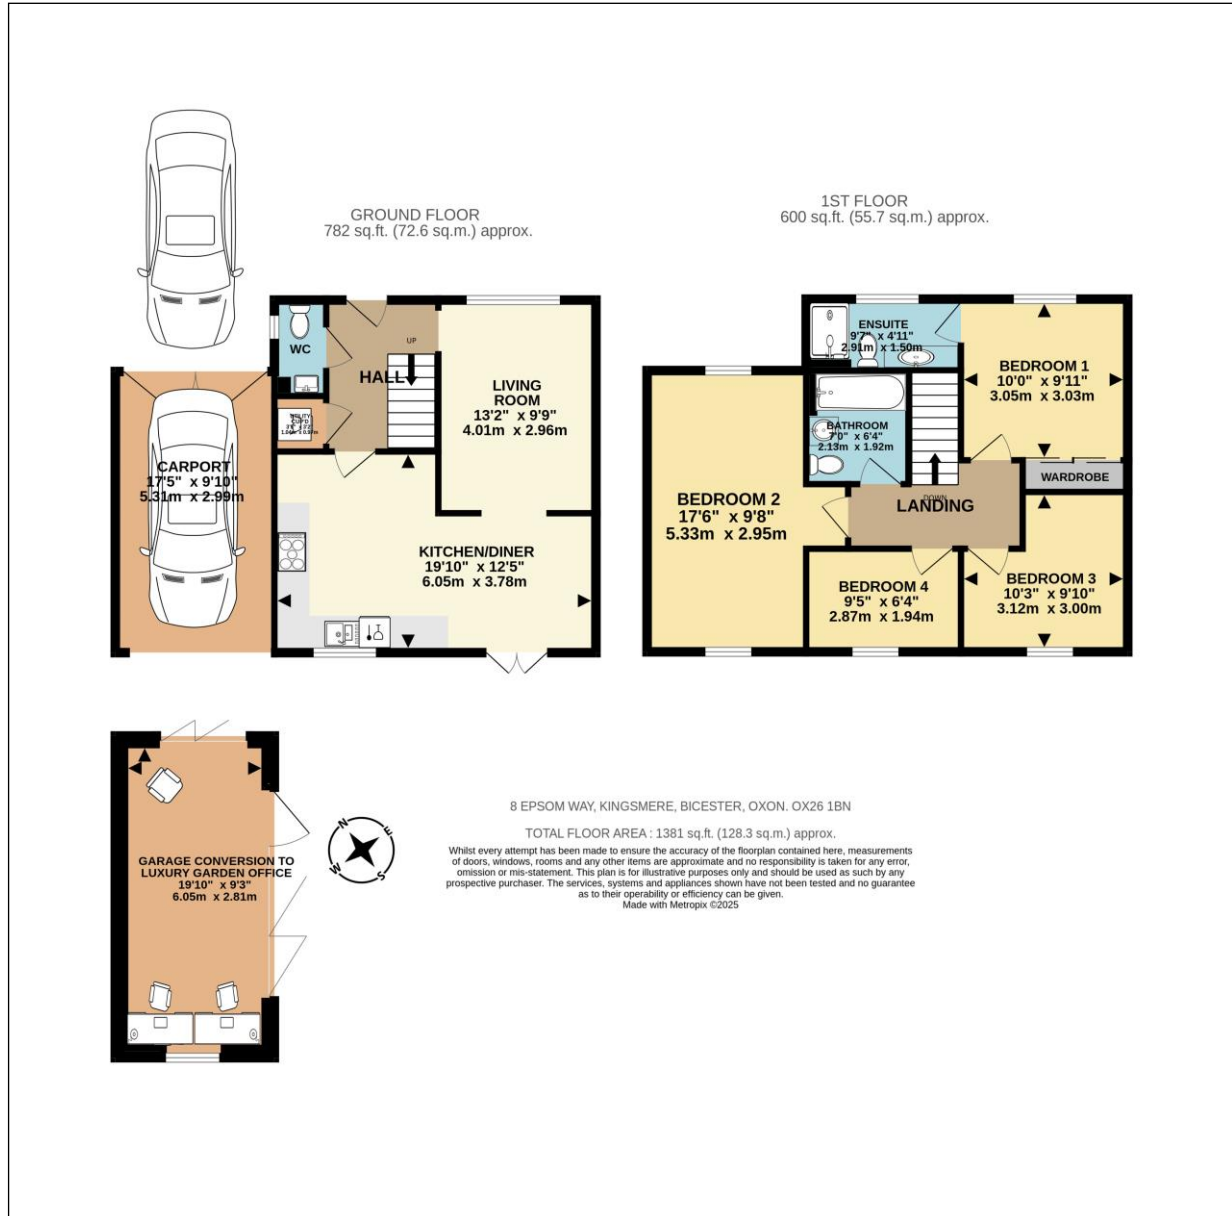 GROUND FLOOR
782 sq.ft. (72.6 sq.m.) approx.
WC
UP
HALL
LIVING
ROOM
13'2" x 9'9"
4.01m x 2.96m
UTILITY
CUP'D
CARPORT
17'5" x 9'10"
5.31m x 2.99m
KITCHEN/DINER
19'10" x 12'5"
6.05m x 3.78m
1ST FLOOR
600 sq.ft. (55.7 sq.m.) approx.
ENSUITE
9'7" x 4'11"
2.91m x 1.50m
BEDROOM 1
10'0" x 9'11"
3.05m x 3.03m
BATHROOM
7'0" x 6'4"
2.13m x 1.92m
WARDROBE
BEDROOM 2
17'6" x 9'8"
5.33m x 2.95m
DOWN
LANDING
BEDROOM 4
9'5" x 6'4"
2.87m x 1.94m
BEDROOM 3
10'3" x 9'10"
3.12m x 3.00m
GARAGE CONVERSION TO
LUXURY GARDEN OFFICE
19'10" x 9'3"
6.05m x 2.81m
N
E
W
S
8 EPSOM WAY, KINGSMERE, BICESTER, OXON. OX26 1BN
TOTAL FLOOR AREA : 1381 sq.ft. (128.3 sq.m.) approx.
Whilst every attempt has been made to ensure the accuracy of the floorplan contained here, measurements
of doors, windows, rooms and any other items are approximate and no responsibility is taken for any error,
omission or mis-statement. This plan is for illustrative purposes only and should be used as such by any
prospective purchaser. The services, systems and appliances shown have not been tested and no guarantee
as to their operability or efficiency can be given.
Made with Metropix ©2025